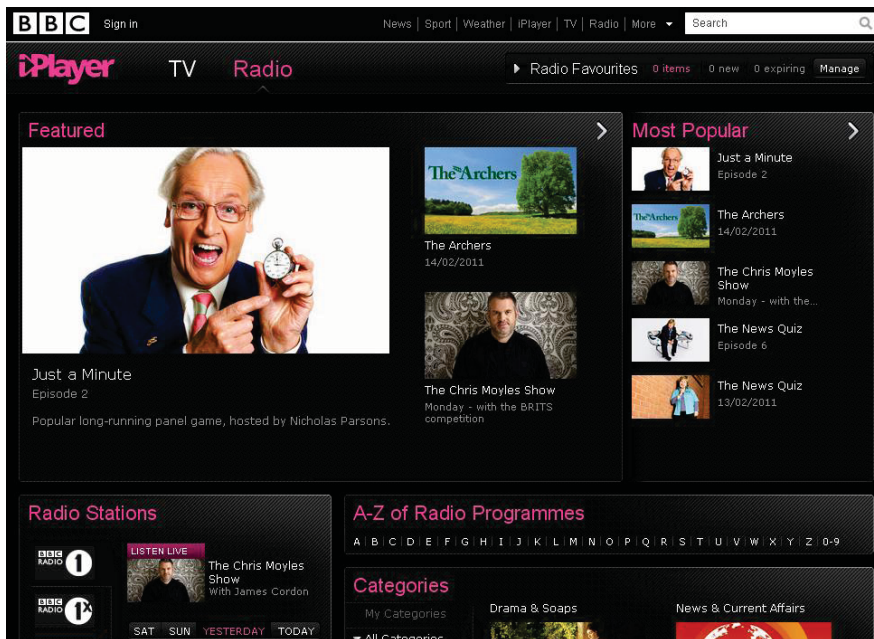 BBC Sign in News | Sport | Weather | iPlayer | TV | Radio | More Search
iPlayer TV Radio Radio Favourites 0 items 0 new 0 expiring Manage
Featured
The Archers
The Archers
14/02/2011
The Chris Moyles Show
Monday - with the BRITS
competition
Just a Minute
Episode 2
Popular long-running panel game, hosted by Nicholas Parsons.
Most Popular
Just a Minute
Episode 2
The Archers
The Archers
14/02/2011
The Chris Moyles
Show
Monday - with the...
The News Quiz
Episode 6
The News Quiz
13/02/2011
Radio Stations
BBC
RADIO 1
BBC
RADIO 1X
LISTEN LIVE
The Chris Moyles
Show
With James Cordon
SAT SUN YESTERDAY TODAY
A-Z of Radio Programmes
A | B | C | D | E | F | G | H | I | J | K | L | M | N | O | P | Q | R | S | T | U | V | W | X | Y | Z | 0-9
Categories
My Categories
All Categories
Drama & Soaps
News & Current Affairs